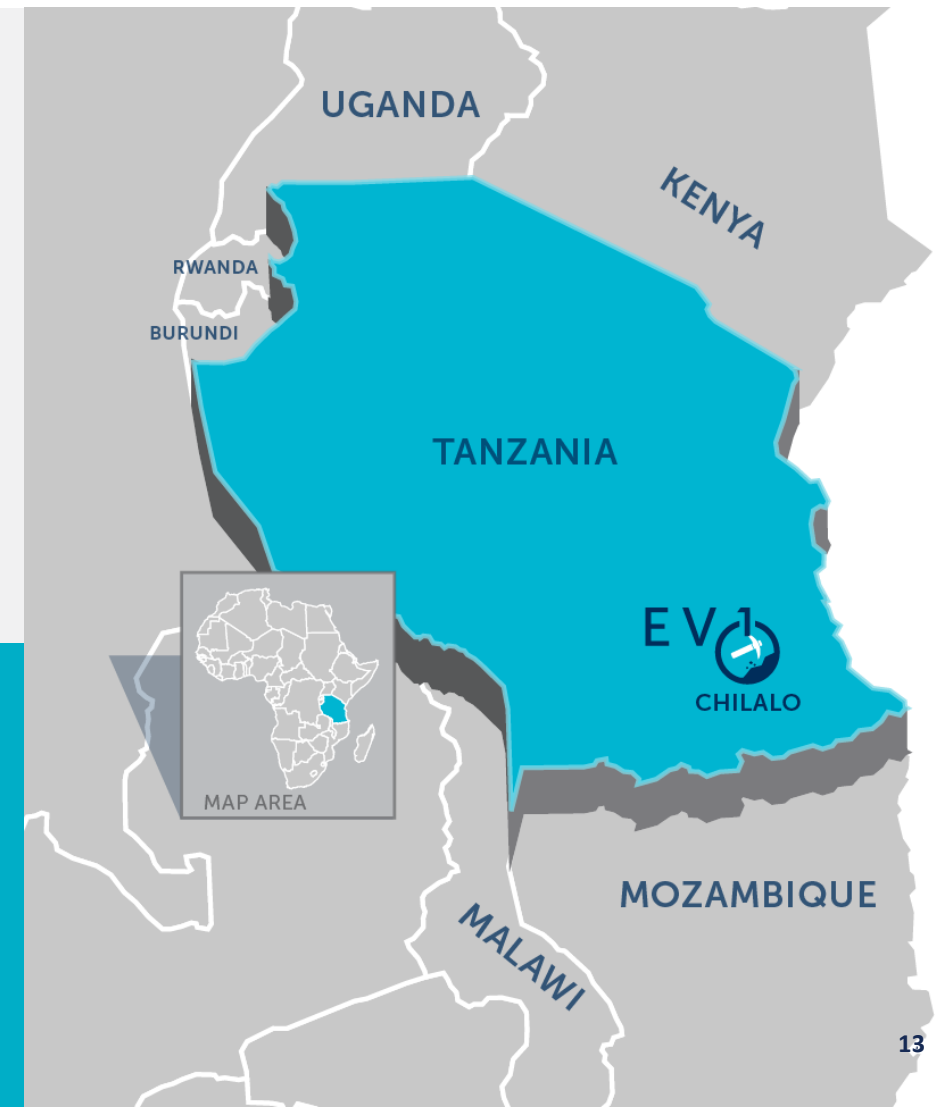 UGANDA
KENYA
RWANDA
BURUNDI
TANZANIA
EV1
CHILALO
MAP AREA
MOZAMBIQUE
MALAWI
13